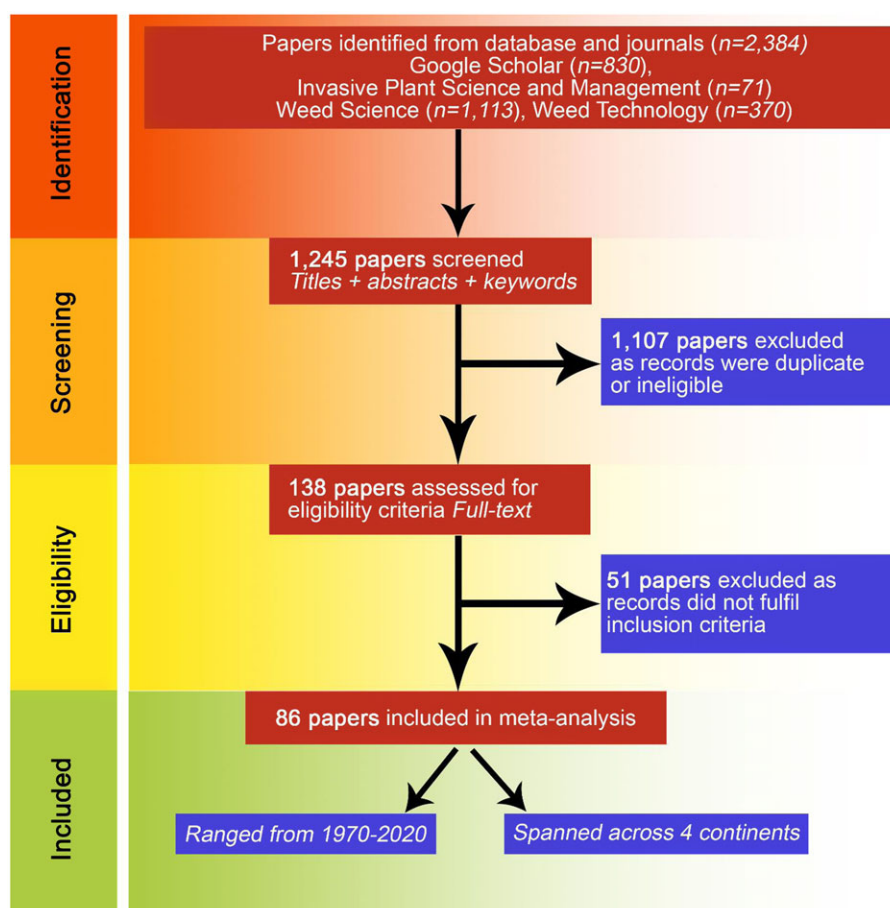 Identification
Papers identified from database and journals (n=2,384)
Google Scholar (n=830),
Invasive Plant Science and Management (n=71)
Weed Science (n=1,113), Weed Technology (n=370)
Screening
1,245 papers screened
Titles + abstracts + keywords
1,107 papers excluded
as records were duplicate
or ineligible
Eligibility
138 papers assessed for
eligibility criteria Full-text
51 papers excluded as
records did not fulfil
inclusion criteria
Included
86 papers included in meta-analysis
Ranged from 1970-2020
Spanned across 4 continents